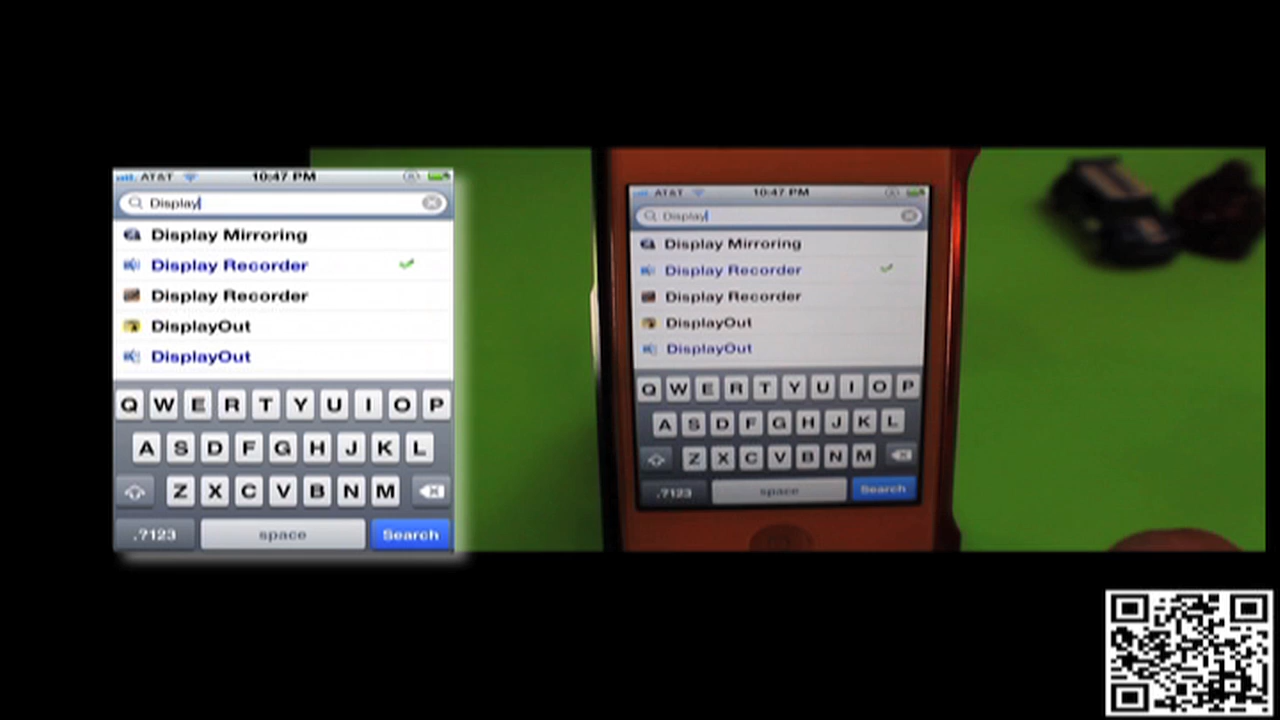 AT&T 10:47 PM
Display
Display Mirroring
Display Recorder
Display Recorder
DisplayOut
DisplayOut
Q W E R T Y U I O P
A S D F G H J K L
Z X C V B N M
.?123 space Search
AT&T 10:47 PM
Display
Display Mirroring
Display Recorder
Display Recorder
DisplayOut
DisplayOut
Q W E R T Y U I O P
A S D F G H J K L
Z X C V B N M
.?123 space Search